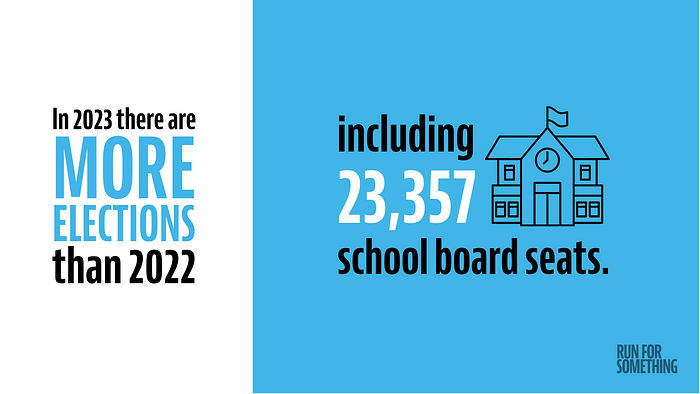 In 2023 there are
MORE
ELECTIONS
than 2022
including
23,357
school board seats.
RUN FOR
SOMETHING